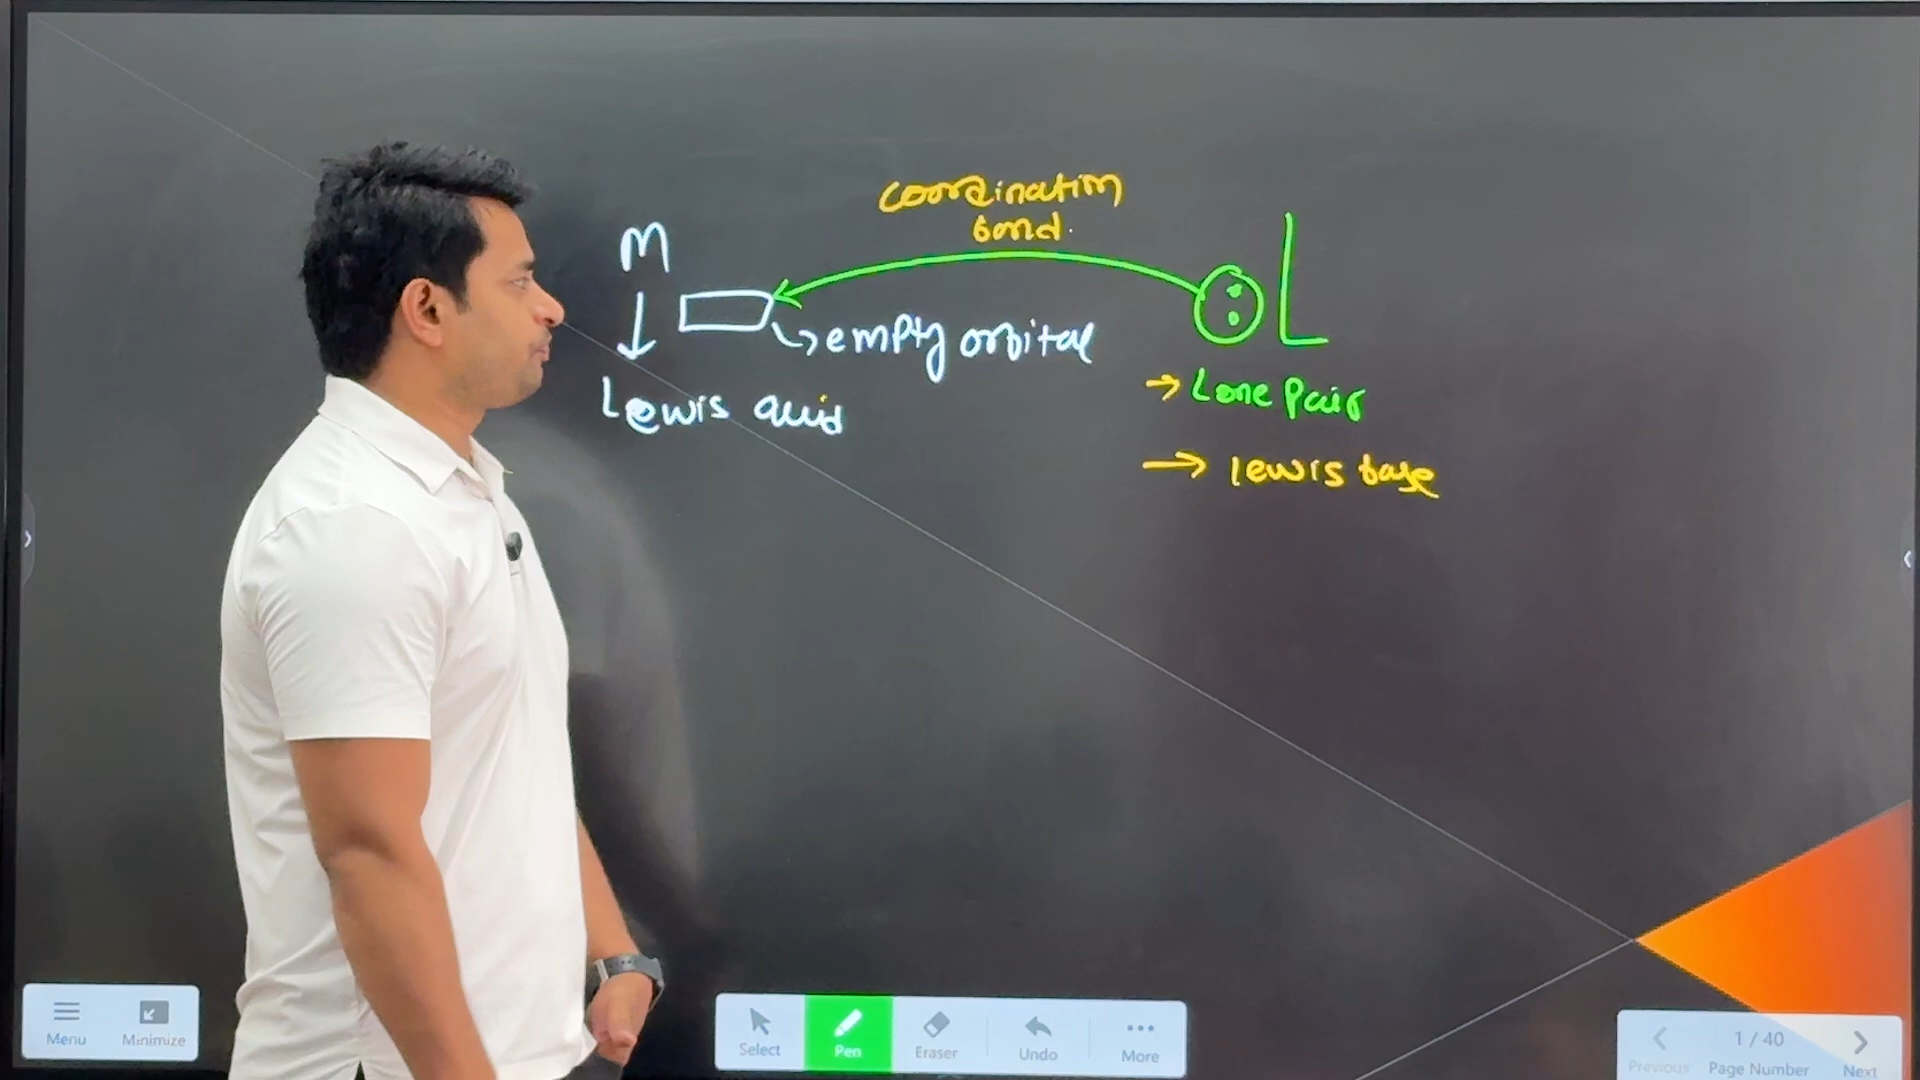 coordination
bond.
M
L
empty orbital
Lewis acid
Lone Pair
lewis base
Menu
Minimize
Select
Pen
Eraser
Undo
More
1 / 40
Previous
Page Number
Next